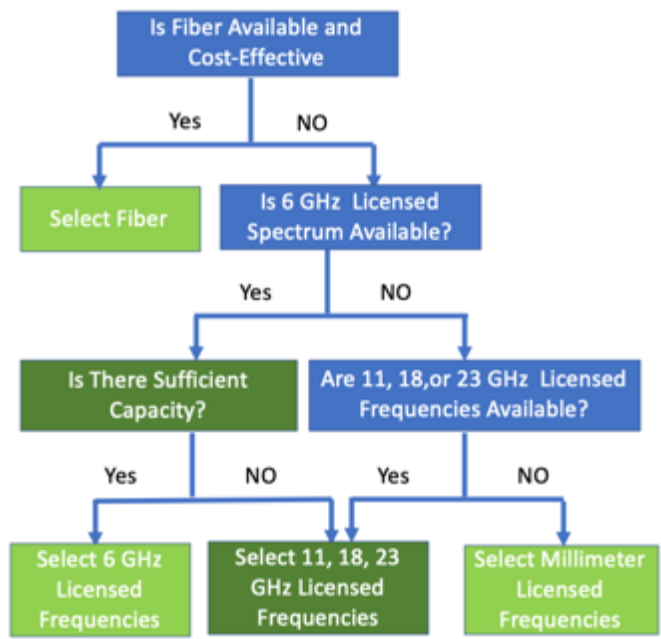 Is Fiber Available and
Cost-Effective
Yes
NO
Select Fiber
Is 6 GHz Licensed
Spectrum Available?
Yes
NO
Is There Sufficient
Capacity?
Are 11, 18,or 23 GHz Licensed
Frequencies Available?
Yes
NO
Yes
NO
Select 6 GHz
Licensed
Frequencies
Select 11, 18, 23
GHz Licensed
Frequencies
Select Millimeter
Licensed
Frequencies